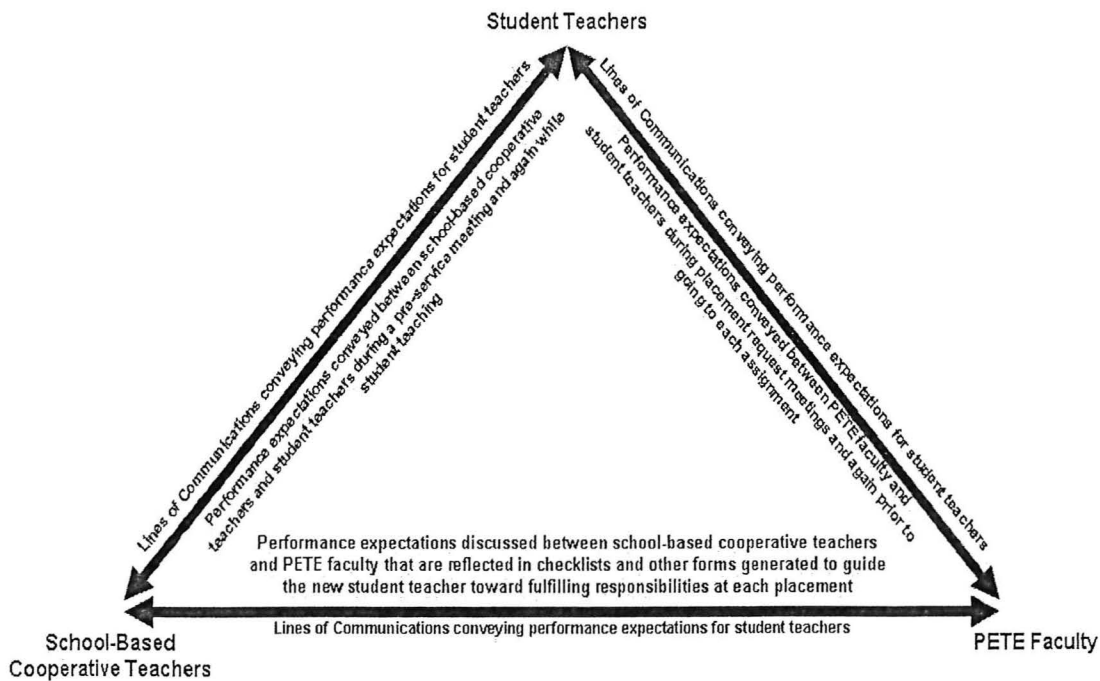 Student Teachers
Lines of Communications conveying performance expectations for student teachers
Performance expectations conveyed between school-based cooperative
teachers and student teachers during a pre-service meeting and again while
student teaching
Lines of Communications conveying performance expectations for student teachers
Performance expectations conveyed between PETE faculty and
student teachers during placement request meetings and again prior to
going to each assignment
Performance expectations discussed between school-based cooperative teachers
and PETE faculty that are reflected in checklists and other forms generated to guide
the new student teacher toward fulfilling responsibilities at each placement
Lines of Communications conveying performance expectations for student teachers
School-Based
Cooperative Teachers
PETE Faculty